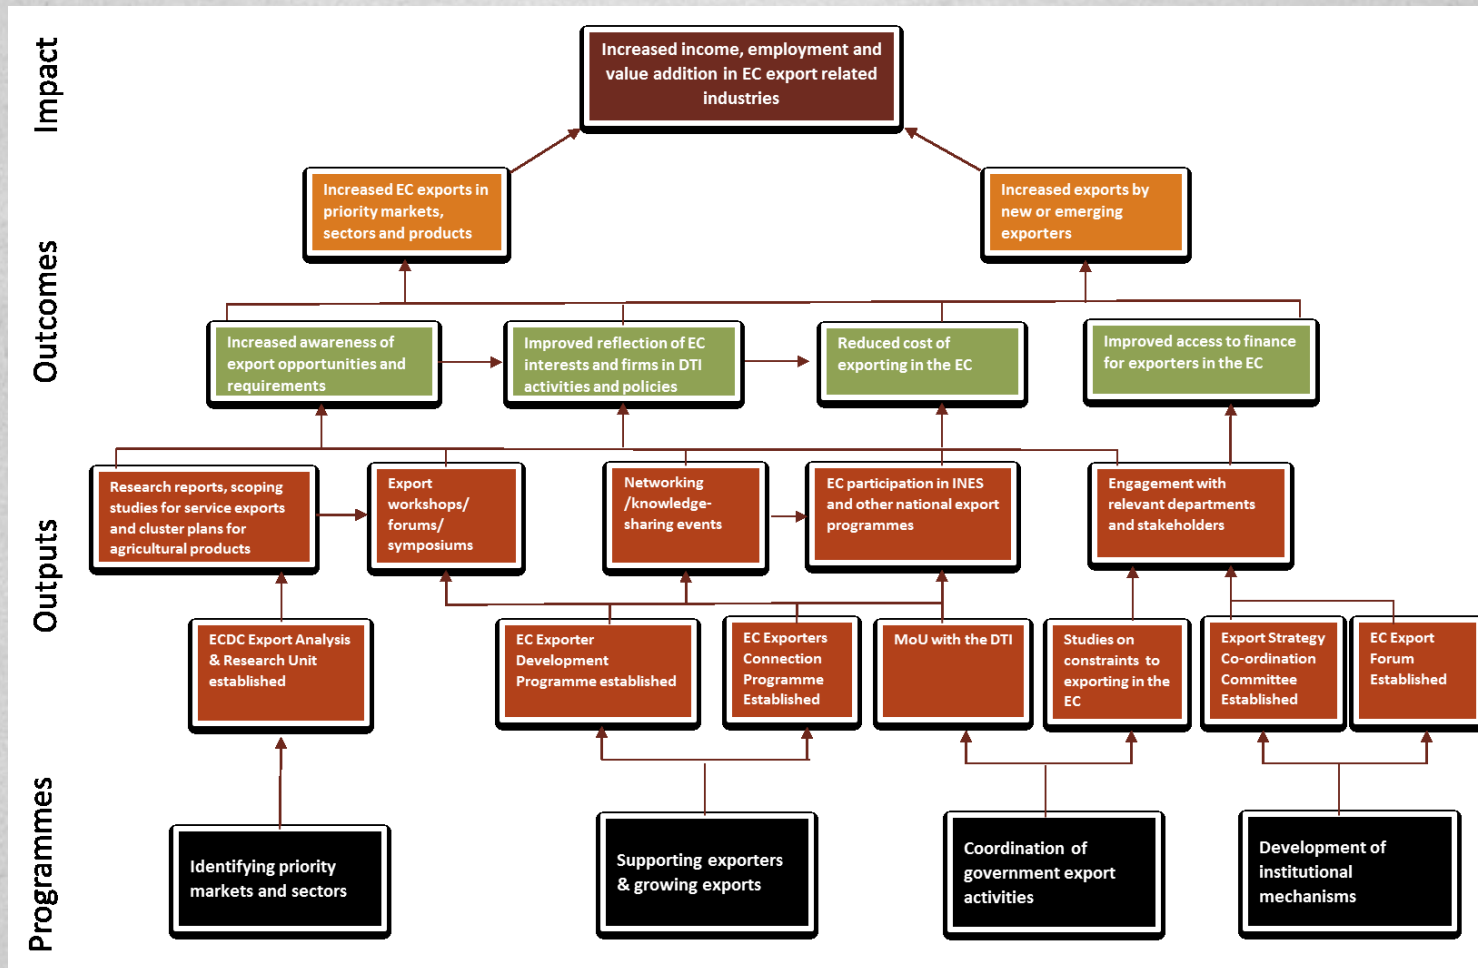 Impact
Increased income, employment and
value addition in EC export related
industries
Outcomes
Increased EC exports in
priority markets,
sectors and products
Increased exports by
new or emerging
exporters
Increased awareness of
export opportunities and
requirements
Improved reflection of EC
interests and firms in DTI
activities and policies
Reduced cost of
exporting in the EC
Improved access to finance
for exporters in the EC
Outputs
Research reports, scoping
studies for service exports
and cluster plans for
agricultural products
Export
workshops/
forums/
symposiums
Networking
/knowledge-
sharing events
EC participation in INES
and other national export
programmes
Engagement with
relevant departments
and stakeholders
ECDC Export Analysis
& Research Unit
established
EC Exporter
Development
Programme established
EC Exporters
Connection
Programme
Established
MoU with the DTI
Studies on
constraints to
exporting in the
EC
Export Strategy
Co-ordination
Committee
Established
EC Export
Forum
Established
Programmes
Identifying priority
markets and sectors
Supporting exporters
& growing exports
Coordination of
government export
activities
Development of
institutional
mechanisms